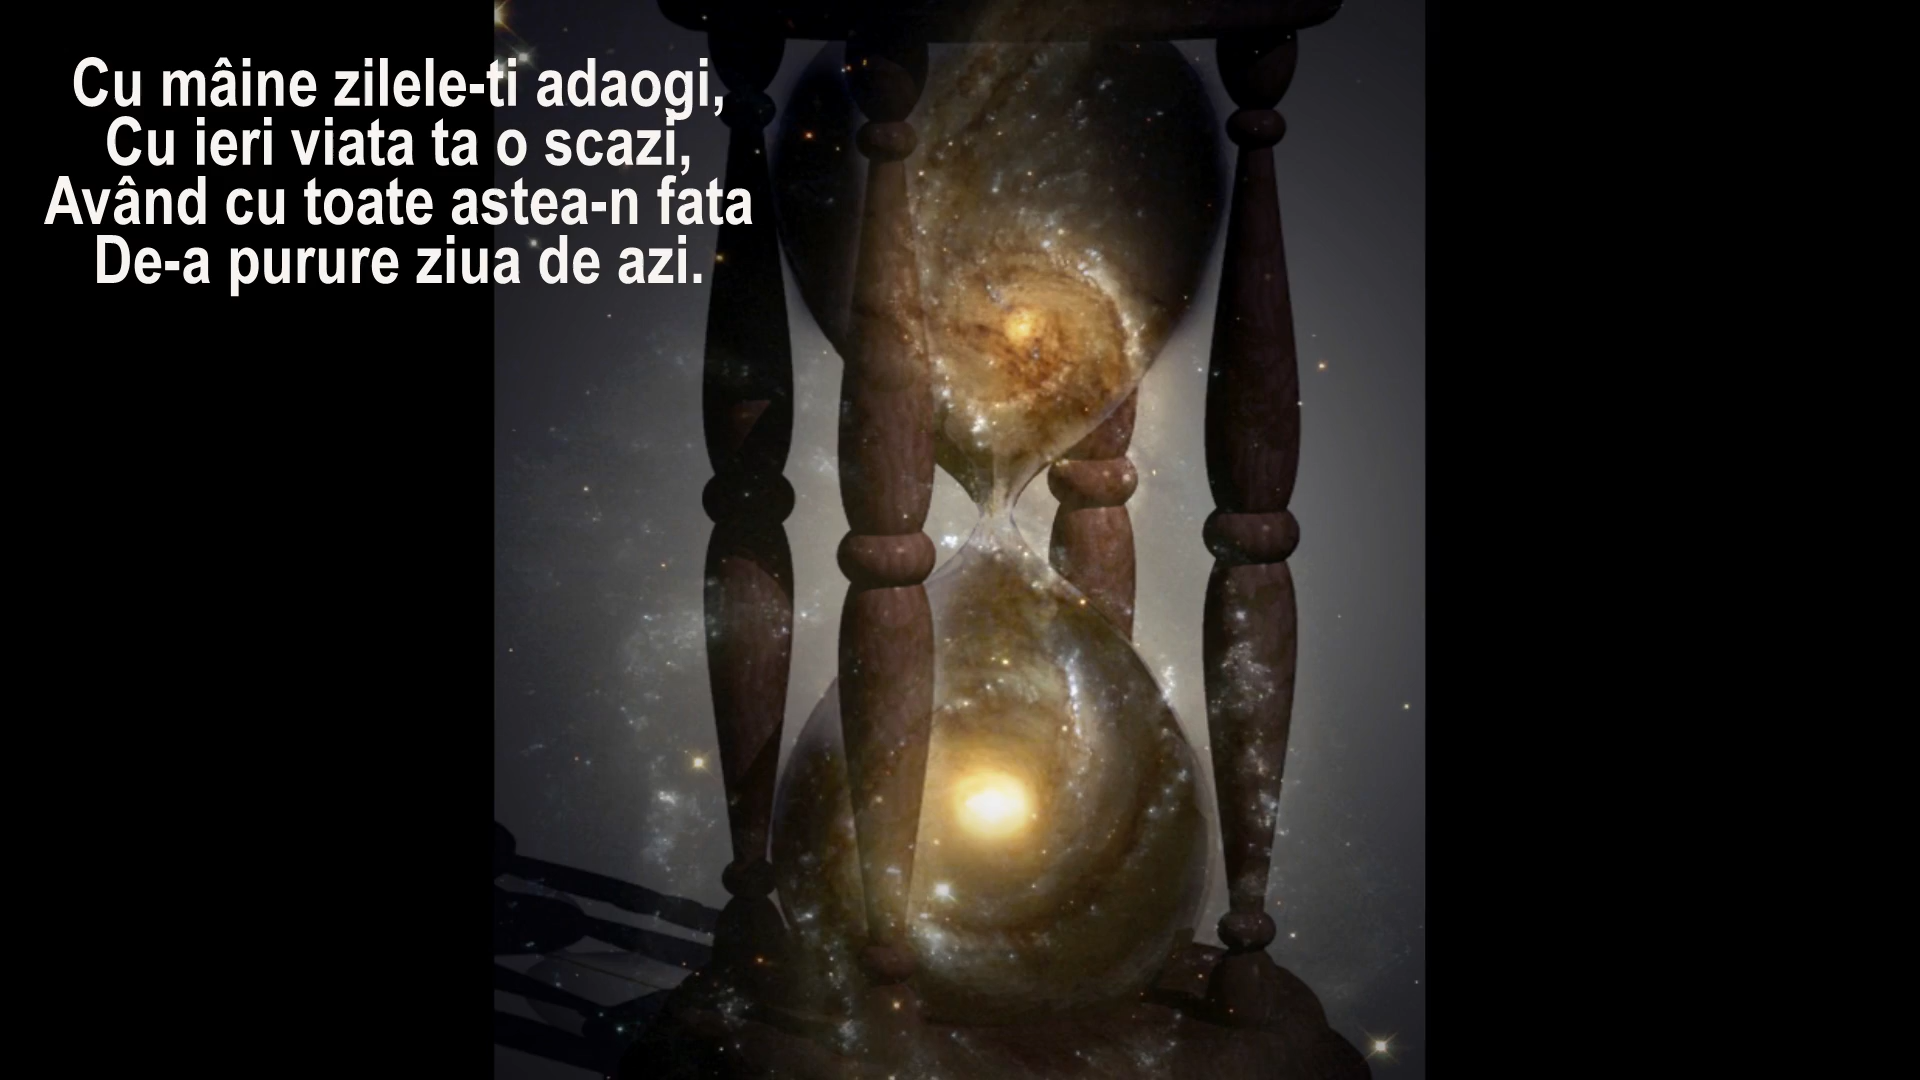 Cu mâine zilele-ti adaogi,
Cu ieri viata ta o scazi,
Având cu toate astea-n fata
De-a purure ziua de azi.